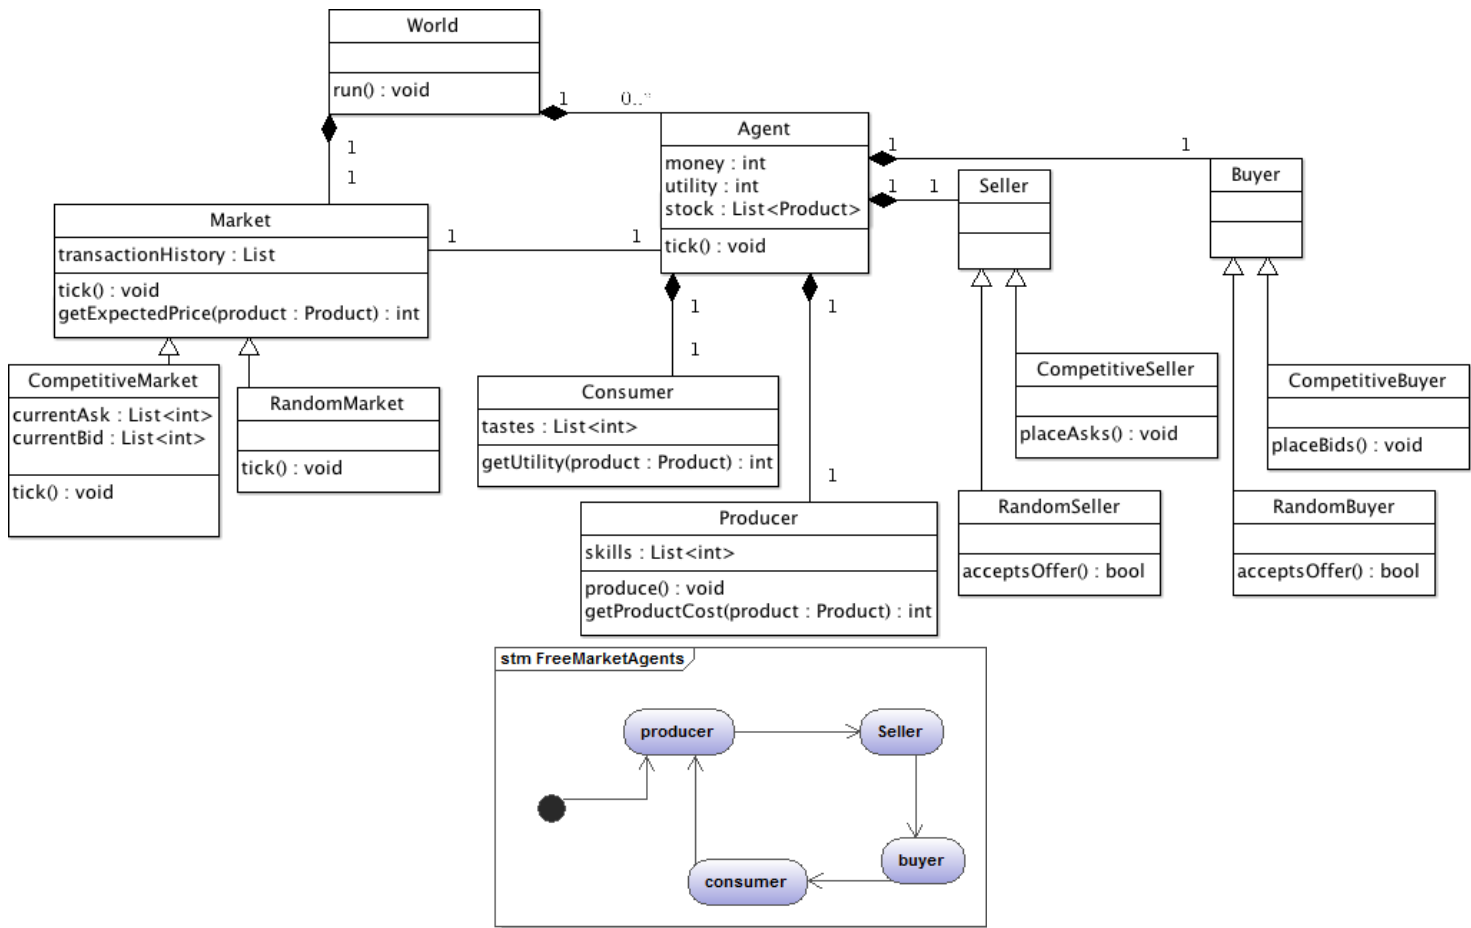 World
run() : void
1
0..*
1
1
Agent
money : int
utility : int
stock : List<Product>
tick() : void
1
1
1
1
Seller
Buyer
Market
transactionHistory : List
tick() : void
getExpectedPrice(product : Product) : int
1
1
1
1
1
1
CompetitiveMarket
currentAsk : List<int>
currentBid : List<int>
tick() : void
RandomMarket
tick() : void
Consumer
tastes : List<int>
getUtility(product : Product) : int
Producer
skills : List<int>
produce() : void
getProductCost(product : Product) : int
CompetitiveSeller
placeAsks() : void
CompetitiveBuyer
placeBids() : void
RandomSeller
acceptsOffer() : bool
RandomBuyer
acceptsOffer() : bool
stm FreeMarketAgents
producer
Seller
buyer
consumer